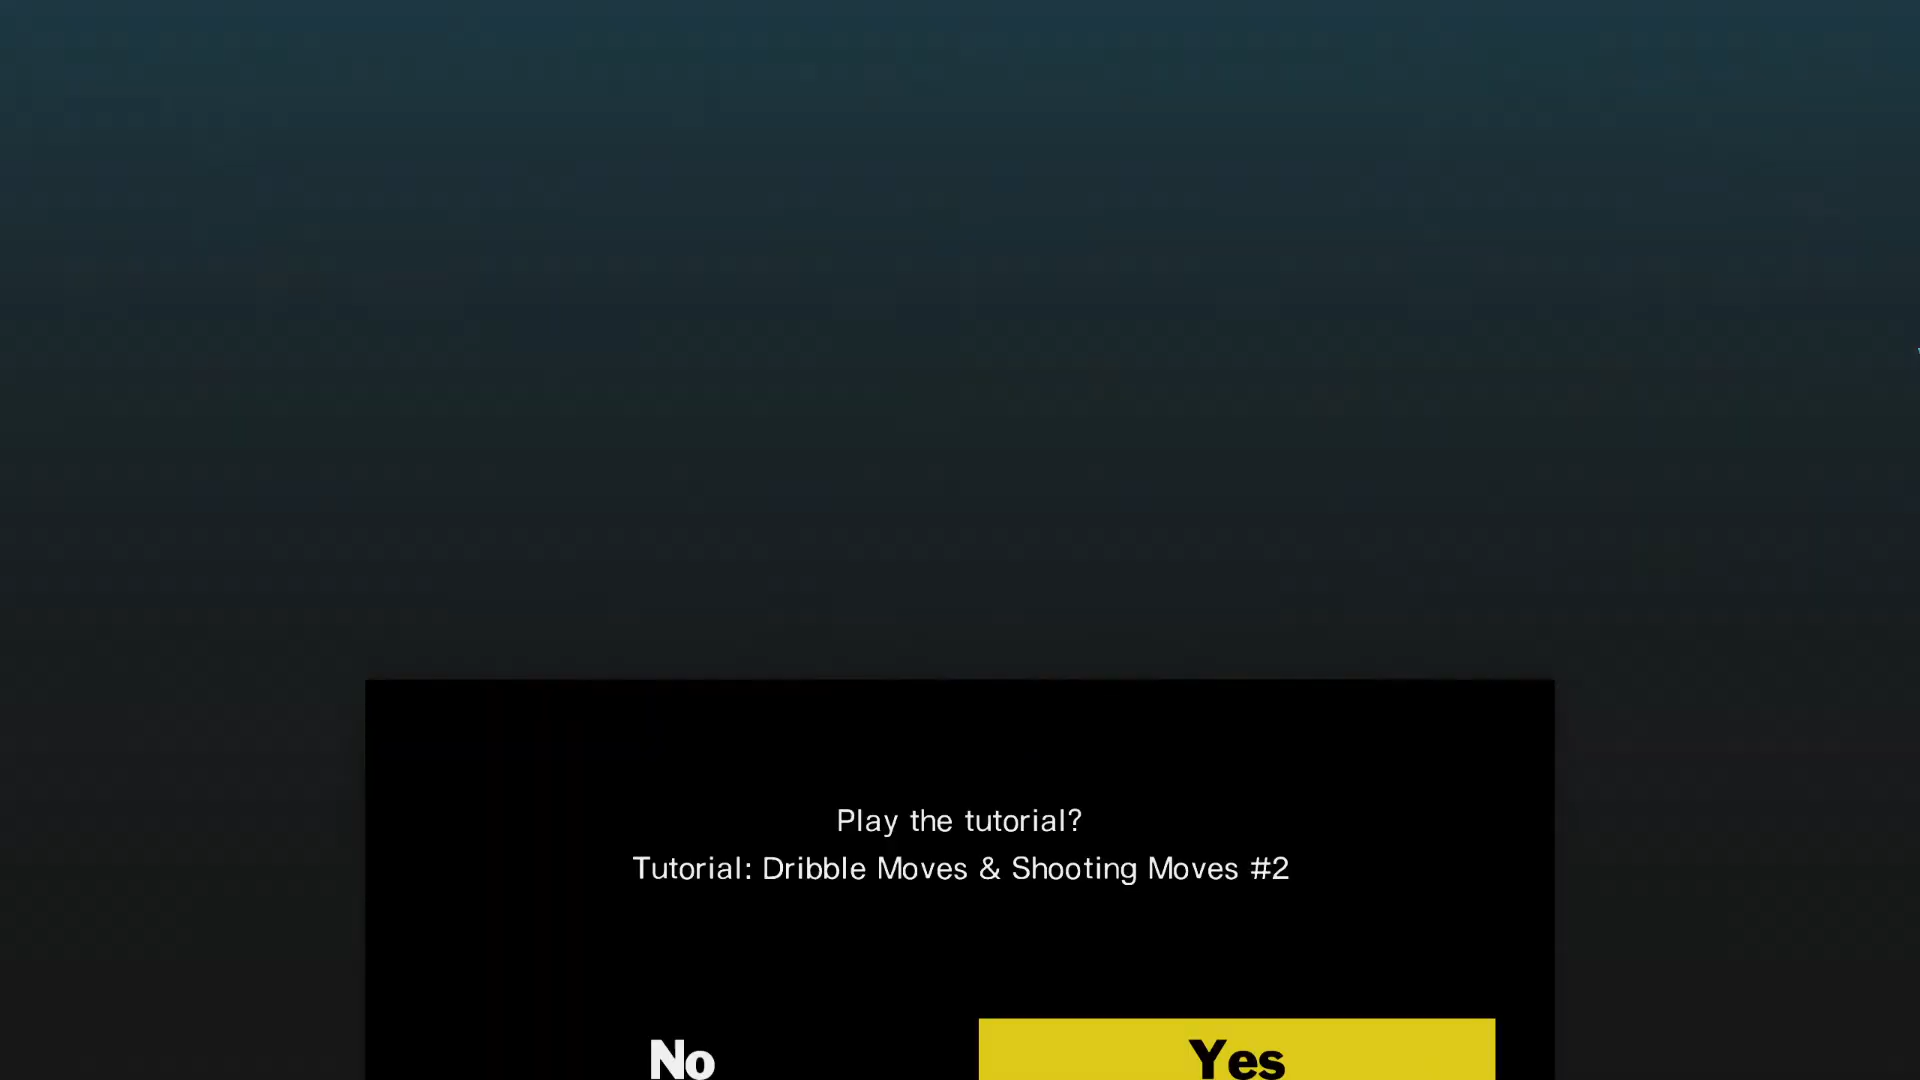 Play the tutorial?
Tutorial: Dribble Moves & Shooting Moves #2
No
Yes